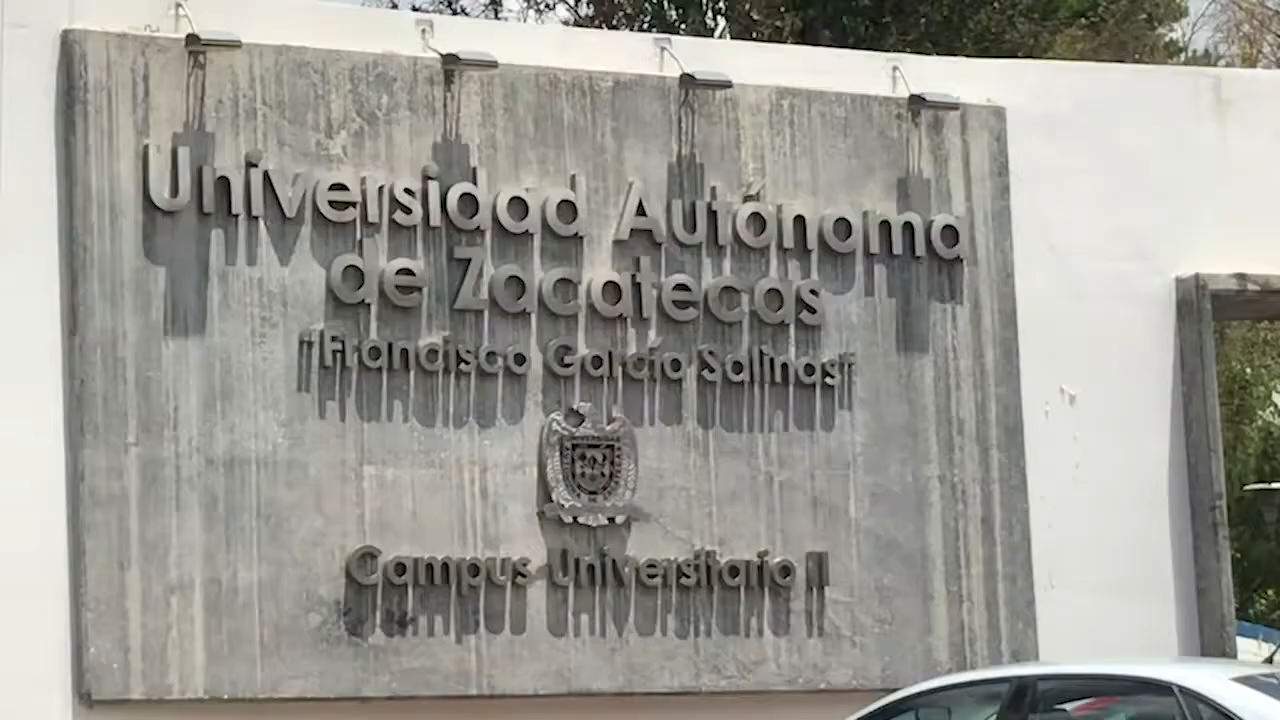 Universidad Autónoma
de Zacatecas
"Francisco García Salinas"
Campus Universitario II